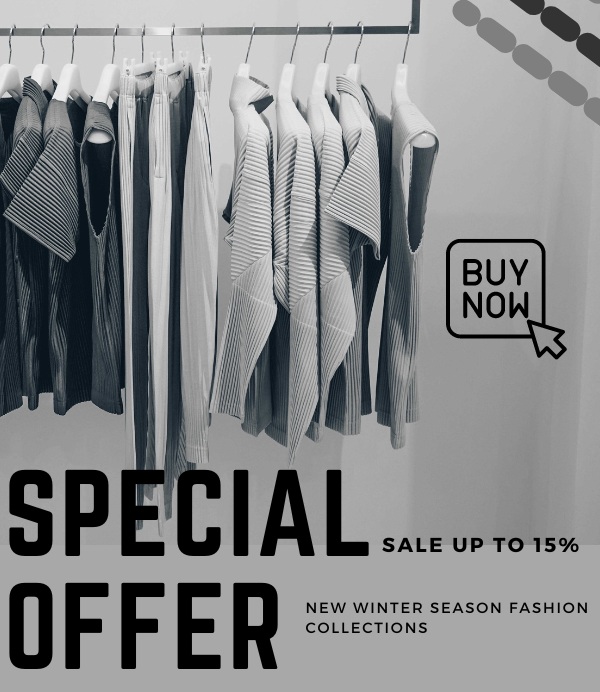 BUY
NOW
SPECIAL
SALE UP TO 15%
OFFER
NEW WINTER SEASON FASHION
COLLECTIONS